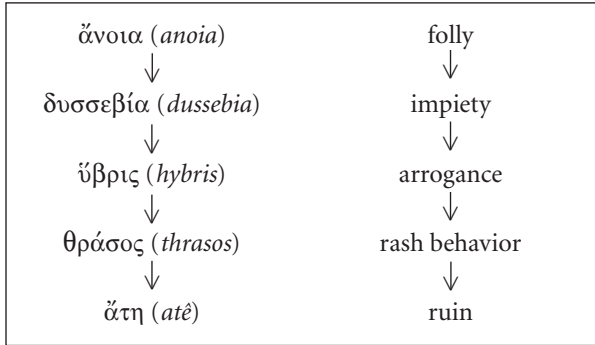 ἄνοια (anoia) folly
δυσσεβία (dussebia) impiety
ὕβρις (hybris) arrogance
θράσος (thrasos) rash behavior
ἄτη (atê) ruin